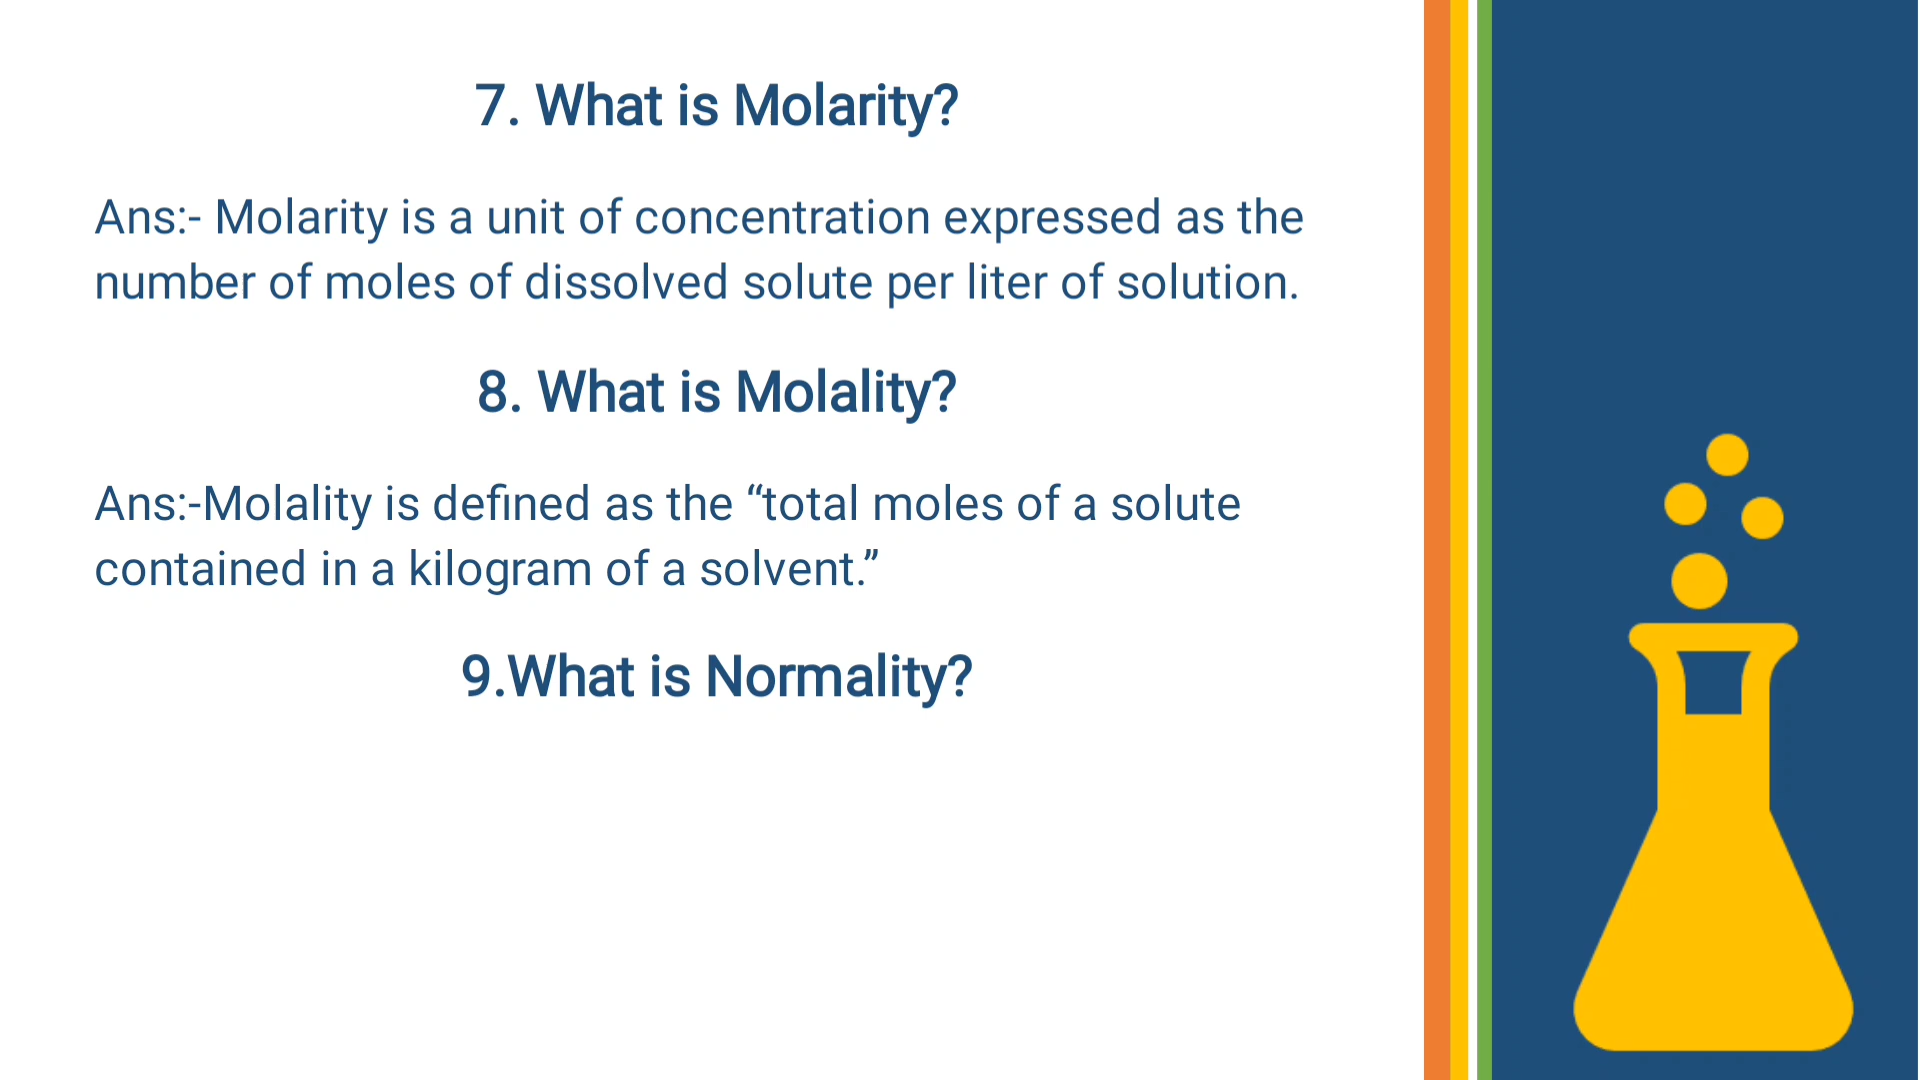 7. What is Molarity?
Ans:- Molarity is a unit of concentration expressed as the
number of moles of dissolved solute per liter of solution.
8. What is Molality?
Ans:-Molality is defined as the “total moles of a solute
contained in a kilogram of a solvent.”
9.What is Normality?